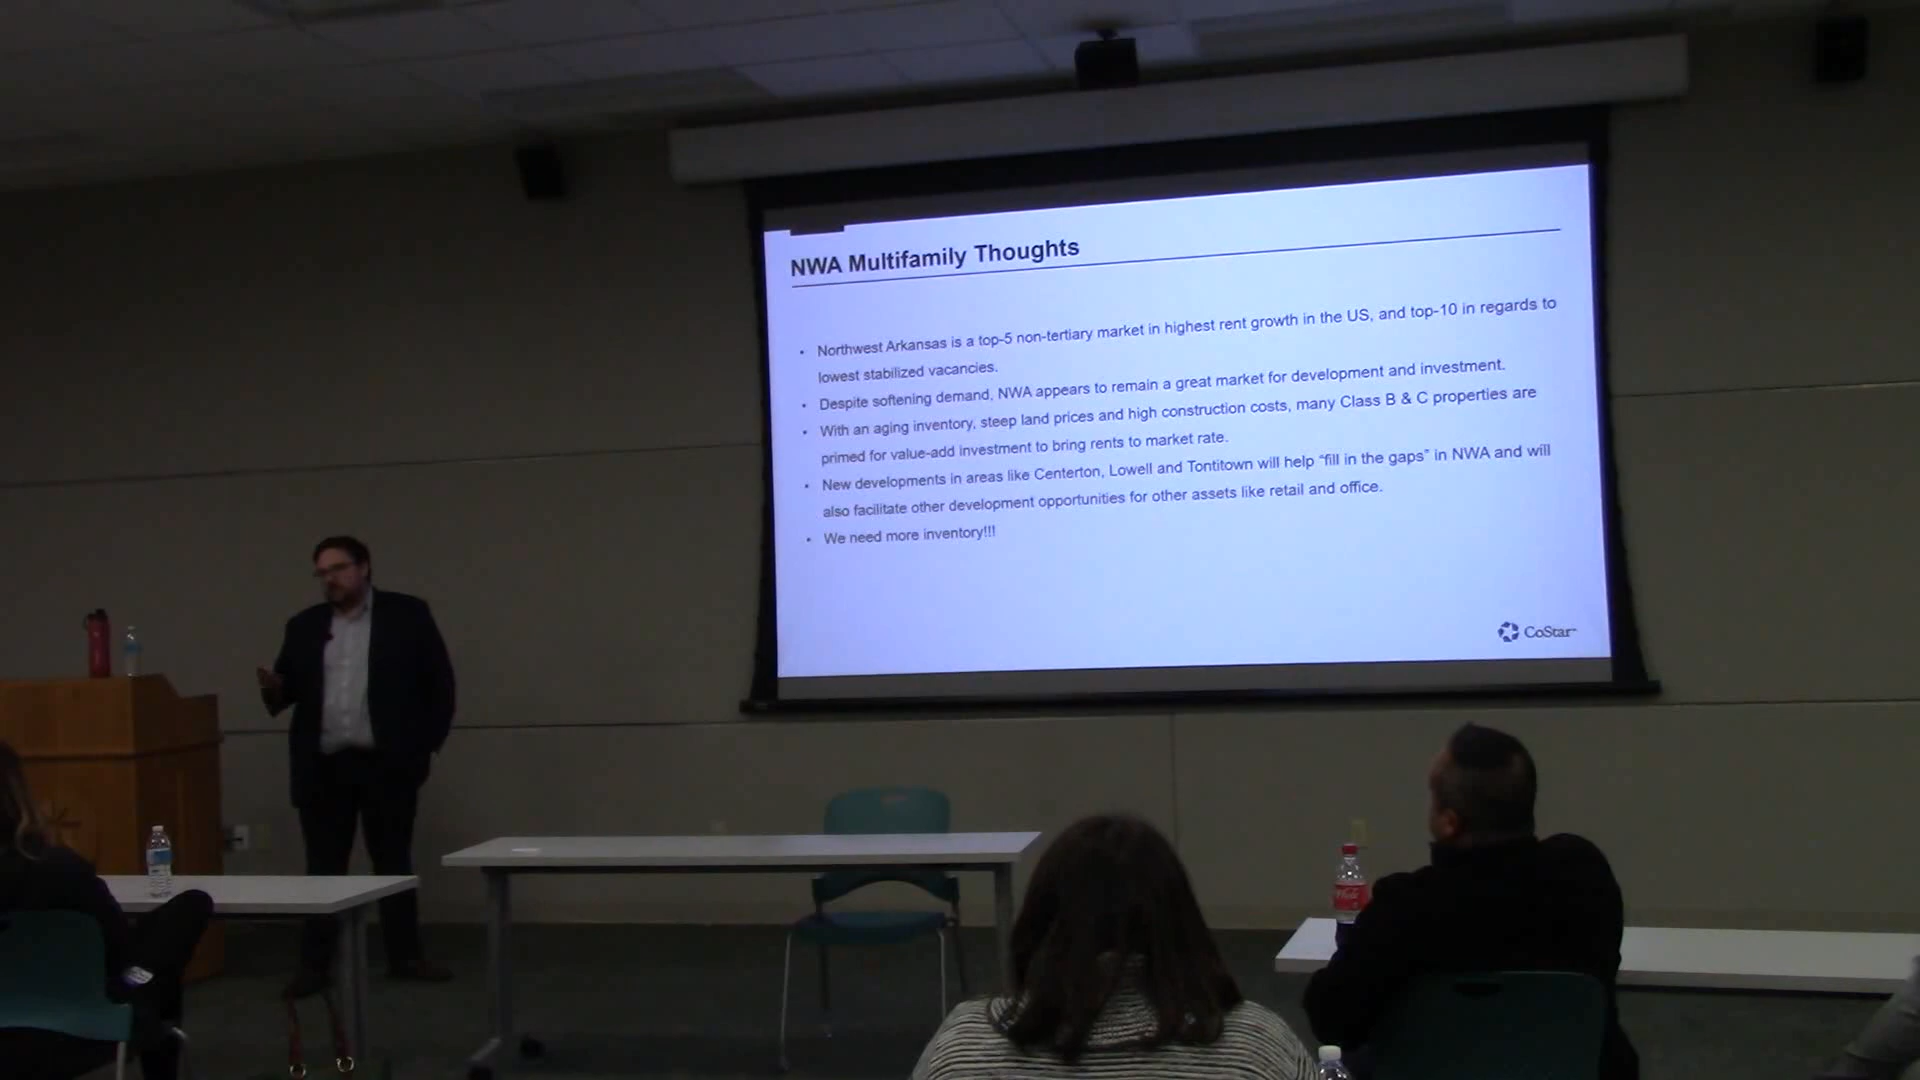 NWA Multifamily Thoughts
• Northwest Arkansas is a top-5 non-tertiary market in highest rent growth in the US, and top-10 in regards to
lowest stabilized vacancies.
• Despite softening demand, NWA appears to remain a great market for development and investment.
• With an aging inventory, steep land prices and high construction costs, many Class B & C properties are
primed for value-add investment to bring rents to market rate.
• New developments in areas like Centerton, Lowell and Tontitown will help “fill in the gaps” in NWA and will
also facilitate other development opportunities for other assets like retail and office.
• We need more inventory!!!
CoStar™